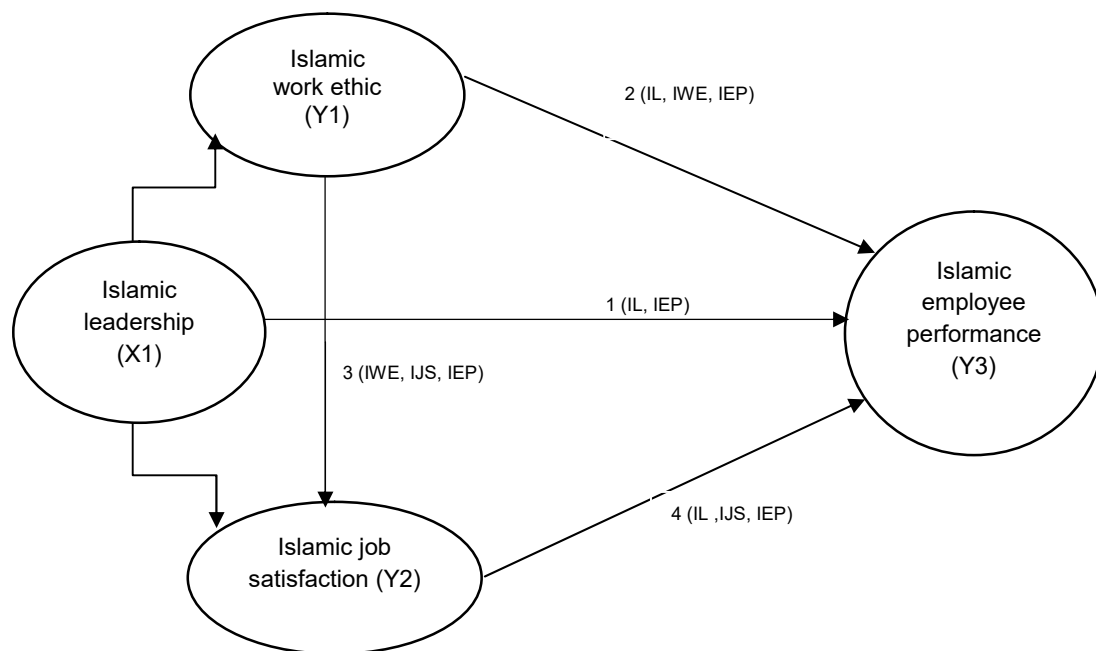 Islamic
work ethic
(Y1)
2 (IL, IWE, IEP)
Islamic
leadership
(X1)
1 (IL, IEP)
Islamic
employee
performance
(Y3)
3 (IWE, IJS, IEP)
4 (IL ,IJS, IEP)
Islamic job
satisfaction (Y2)